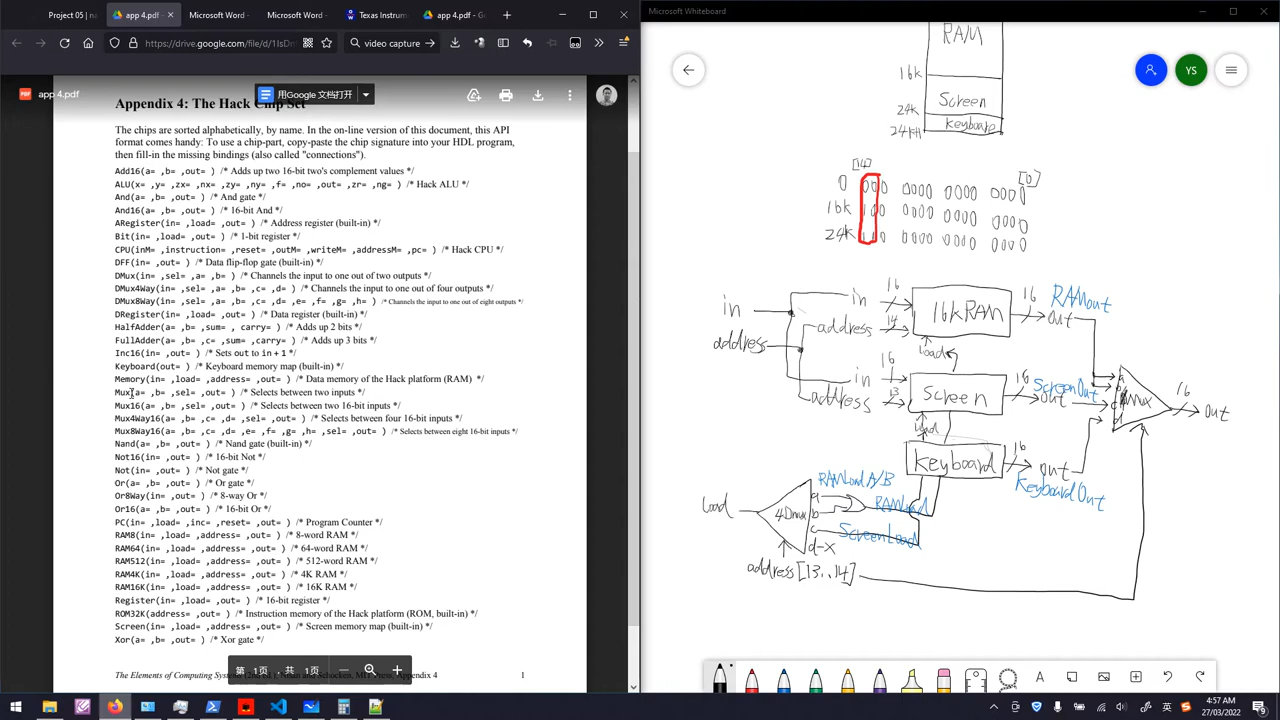 Project 05 |
app 4.pdf
Texas Instrum
Microsoft Whiteboard
https://drive.google.com/file/d/1
搜索
app 4.pdf
用Google 文档打开
Appendix 4: The Hack Chip Set
The chips are sorted alphabetically, by name. In the on-line version of this document, this API
format comes handy: To use a chip-part, copy-paste the chip signature into your HDL program,
then fill-in the missing bindings (also called "connections").
Add16(a= ,b= ,out= ) /* Adds up two 16-bit two's complement values */
ALU(x= ,y= ,zx= ,nx= ,zy= ,ny= ,f= ,no= ,out= ,zr= ,ng= ) /* Hack ALU */
And(a= ,b= ,out= ) /* And gate */
And16(a= ,b= ,out= ) /* 16-bit And */
ARegister(in= ,load= ,out= ) /* Address register (built-in) */
Bit(in= ,load= ,out= ) /* 1-bit register */
CPU(inM= ,instruction= ,reset= ,outM= ,writeM= ,addressM= ,pc= ) /* Hack CPU */
DFF(in= ,out= ) /* Data flip-flop gate (built-in) */
DMux(in= ,sel= ,a= ,b= ) /* Channels the input to one out of two outputs */
DMux4Way(in= ,sel= ,a= ,b= ,c= ,d= ) /* Channels the input to one out of four outputs */
DMux8Way(in= ,sel= ,a= ,b= ,c= ,d= ,e= ,f= ,g= ,h= ) /* Channels the input to one out of eight outputs */
DRegister(in= ,load= ,out= ) /* Data register (built-in) */
HalfAdder(a= ,b= ,sum= , carry= ) /* Adds up 2 bits */
FullAdder(a= ,b= ,c= ,sum= ,carry= ) /* Adds up 3 bits */
Inc16(in= ,out= ) /* Sets out to in + 1 */
Keyboard(out= ) /* Keyboard memory map (built-in) */
Memory(in= ,load= ,address= ,out= ) /* Data memory of the Hack platform (RAM) */
Mux(a= ,b= ,sel= ,out= ) /* Selects between two inputs */
Mux16(a= ,b= ,sel= ,out= ) /* Selects between two 16-bit inputs */
Mux4Way16(a= ,b= ,c= ,d= ,sel= ,out= ) /* Selects between four 16-bit inputs */
Mux8Way16(a= ,b= ,c= ,d= ,e= ,f= ,g= ,h= ,sel= ,out= ) /* Selects between eight 16-bit inputs */
Nand(a= ,b= ,out= ) /* Nand gate (built-in) */
Not16(in= ,out= ) /* 16-bit Not */
Not(in= ,out= ) /* Not gate */
Or(a= ,b= ,out= ) /* Or gate */
Or8Way(in= ,out= ) /* 8-way Or */
Or16(a= ,b= ,out= ) /* 16-bit Or */
PC(in= ,load= ,inc= ,reset= ,out= ) /* Program Counter */
RAM8(in= ,load= ,address= ,out= ) /* 8-word RAM */
RAM64(in= ,load= ,address= ,out= ) /* 64-word RAM */
RAM512(in= ,load= ,address= ,out= ) /* 512-word RAM */
RAM4K(in= ,load= ,address= ,out= ) /* 4K RAM */
RAM16K(in= ,load= ,address= ,out= ) /* 16K RAM */
Register(in= ,load= ,out= ) /* 16-bit register */
ROM32K(address= ,out= ) /* Instruction memory of the Hack platform (ROM, built-in) */
Screen(in= ,load= ,address= ,out= ) /* Screen memory map (built-in) */
Xor(a= ,b= ,out= ) /* Xor gate */
第1页 共 1页
1
YS
RAM
16k
Screen
24k
Keyboard
[14] [0]
0 000 0000 0000 0000
16k 100 0000 0000 0000
24k 110 0000 0000 0000
in
address
16 in
14 address
16kRAM
load
16 out
RAMout
16 in
13 address
Screen
load
16 out
ScreenOut
Keyboard
16 out
KeyboardOut
a
b
c
d
16 out
load
4Dmux
a
b
c
d-X
RAMLoad A/B
RAMLoad
ScreenLoad
address[13..14]
4:57 AM
27/03/2022